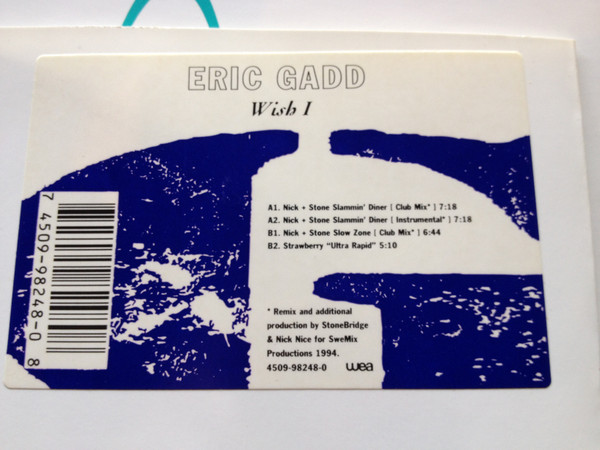 ERIC GADD
Wish I
A1. Nick + Stone Slammin' Diner [ Club Mix* ] 7:18
A2. Nick + Stone Slammin' Diner [ Instrumental* ] 7:18
B1. Nick + Stone Slow Zone [ Club Mix* ] 6:44
B2. Strawberry "Ultra Rapid" 5:10
* Remix and additional
production by StoneBridge
& Nick Nice for SweMix
Productions 1994.
4509-98248-0 wea
7 4509-98248-0 8